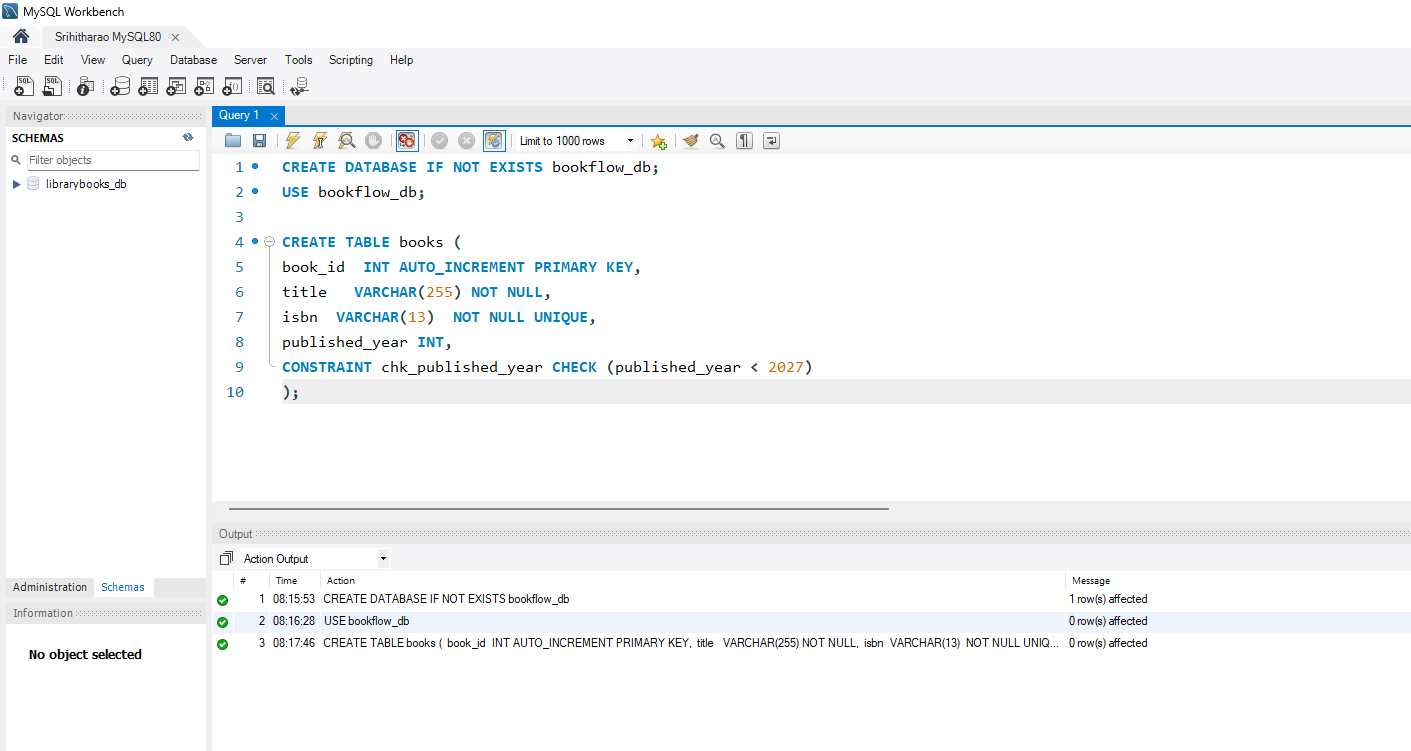 MySQL Workbench
Srihitharao MySQL80
File Edit View Query Database Server Tools Scripting Help
Navigator
SCHEMAS
Filter objects
librarybooks_db
Administration Schemas
Information
No object selected
Query 1
Limit to 1000 rows
1 CREATE DATABASE IF NOT EXISTS bookflow_db;
2 USE bookflow_db;
3
4 CREATE TABLE books (
5 book_id  INT AUTO_INCREMENT PRIMARY KEY,
6 title   VARCHAR(255) NOT NULL,
7 isbn  VARCHAR(13)  NOT NULL UNIQUE,
8 published_year INT,
9 CONSTRAINT chk_published_year CHECK (published_year < 2027)
10 );
Output
Action Output
# Time Action Message
1 08:15:53 CREATE DATABASE IF NOT EXISTS bookflow_db 1 row(s) affected
2 08:16:28 USE bookflow_db 0 row(s) affected
3 08:17:46 CREATE TABLE books ( book_id  INT AUTO_INCREMENT PRIMARY KEY, title   VARCHAR(255) NOT NULL, isbn  VARCHAR(13)  NOT NULL UNIQ... 0 row(s) affected